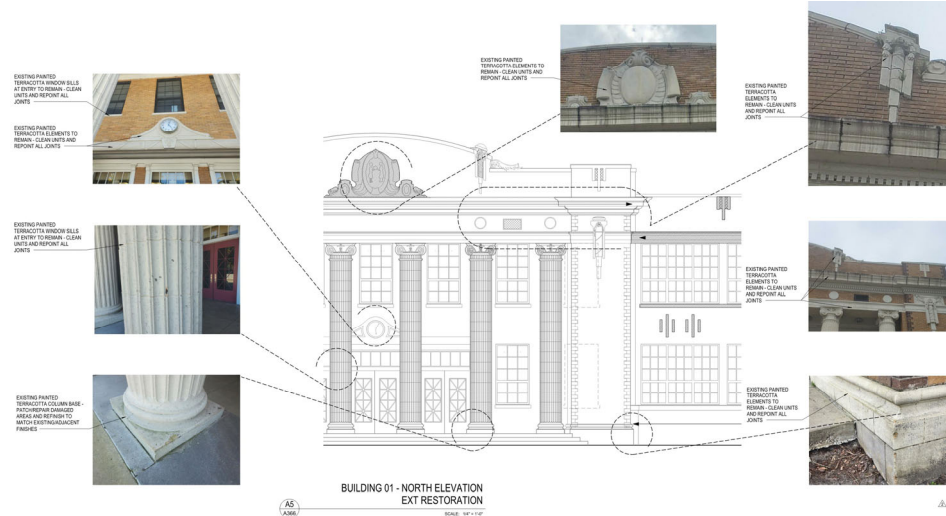 EXISTING PAINTED
TERRACOTTA WINDOW SILLS
AT ENTRY TO REMAIN - CLEAN
UNITS AND REPOINT ALL
JOINTS
EXISTING PAINTED
TERRACOTTA ELEMENTS TO
REMAIN - CLEAN UNITS AND
REPOINT ALL JOINTS
EXISTING PAINTED
TERRACOTTA WINDOW SILLS
AT ENTRY TO REMAIN - CLEAN
UNITS AND REPOINT ALL
JOINTS
EXISTING PAINTED
TERRACOTTA COLUMN BASE -
PATCH/REPAIR DAMAGED
AREAS AND REFINISH TO
MATCH EXISTING/ADJACENT
FINISHES
EXISTING PAINTED
TERRACOTTA ELEMENTS TO
REMAIN - CLEAN UNITS AND
REPOINT ALL JOINTS
EXISTING PAINTED
TERRACOTTA
ELEMENTS TO
REMAIN - CLEAN UNITS
AND REPOINT ALL
JOINTS
EXISTING PAINTED
TERRACOTTA
ELEMENTS TO
REMAIN - CLEAN UNITS
AND REPOINT ALL
JOINTS
EXISTING PAINTED
TERRACOTTA
ELEMENTS TO
REMAIN - CLEAN UNITS
AND REPOINT ALL
JOINTS
BUILDING 01 - NORTH ELEVATION
EXT RESTORATION
A5
A366
SCALE: 1/4" = 1'-0"